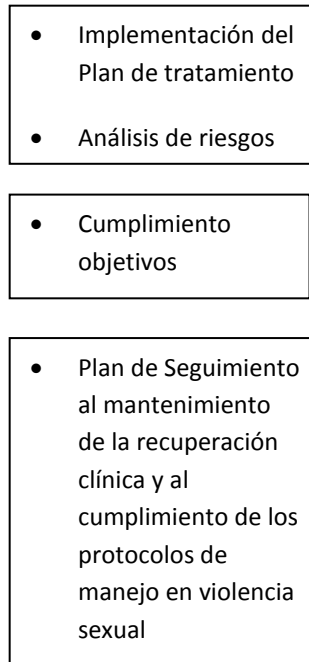 • Implementación del
Plan de tratamiento
• Análisis de riesgos
• Cumplimiento
objetivos
• Plan de Seguimiento
al mantenimiento
de la recuperación
clínica y al
cumplimiento de los
protocolos de
manejo en violencia
sexual